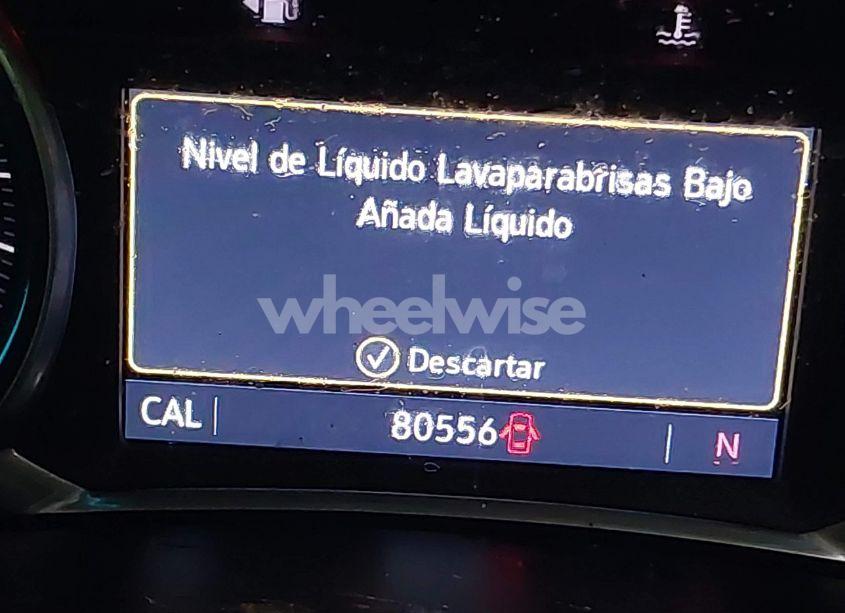 Nivel de Líquido Lavaparabrisas Bajo
Añada Líquido
wheelwise
Descartar
CAL
80556
N